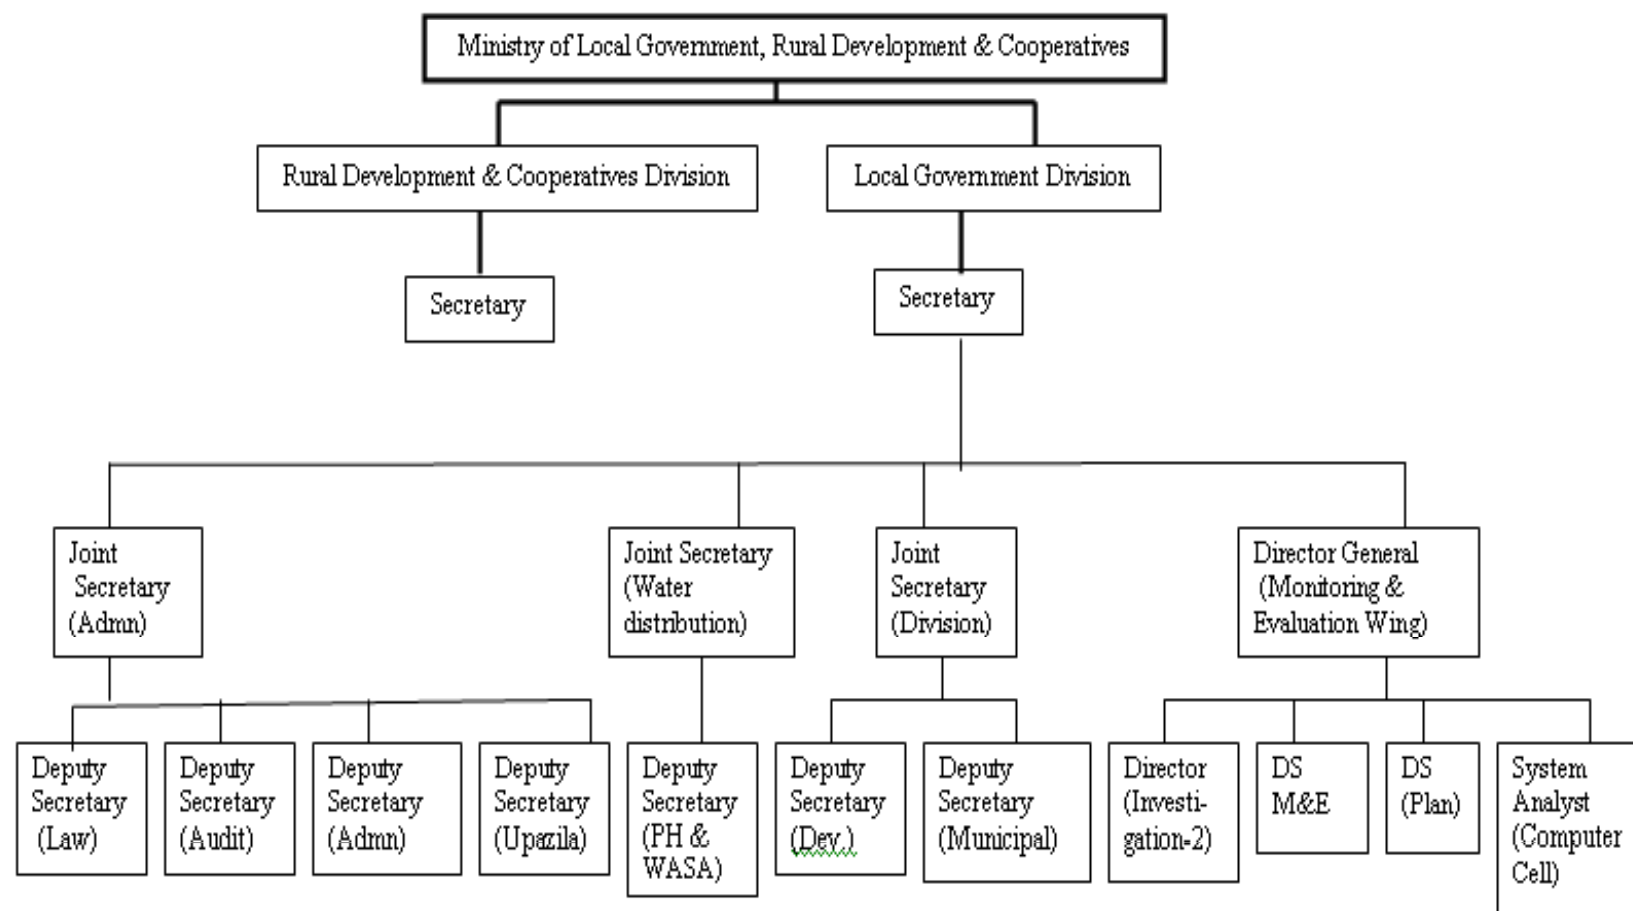 Ministry of Local Government, Rural Development & Cooperatives
Rural Development & Cooperatives Division
Local Government Division
Secretary
Secretary
Joint
Secretary
(Admn)
Joint Secretary
(Water
distribution)
Joint
Secretary
(Division)
Director General
(Monitoring &
Evaluation Wing)
Deputy
Secretary
(Law)
Deputy
Secretary
(Audit)
Deputy
Secretary
(Admn)
Deputy
Secretary
(Upazila)
Deputy
Secretary
(PH &
WASA)
Deputy
Secretary
(Dev.)
Deputy
Secretary
(Municipal)
Director
(Investi-
gation-2)
DS
M&E
DS
(Plan)
System
Analyst
(Computer
Cell)